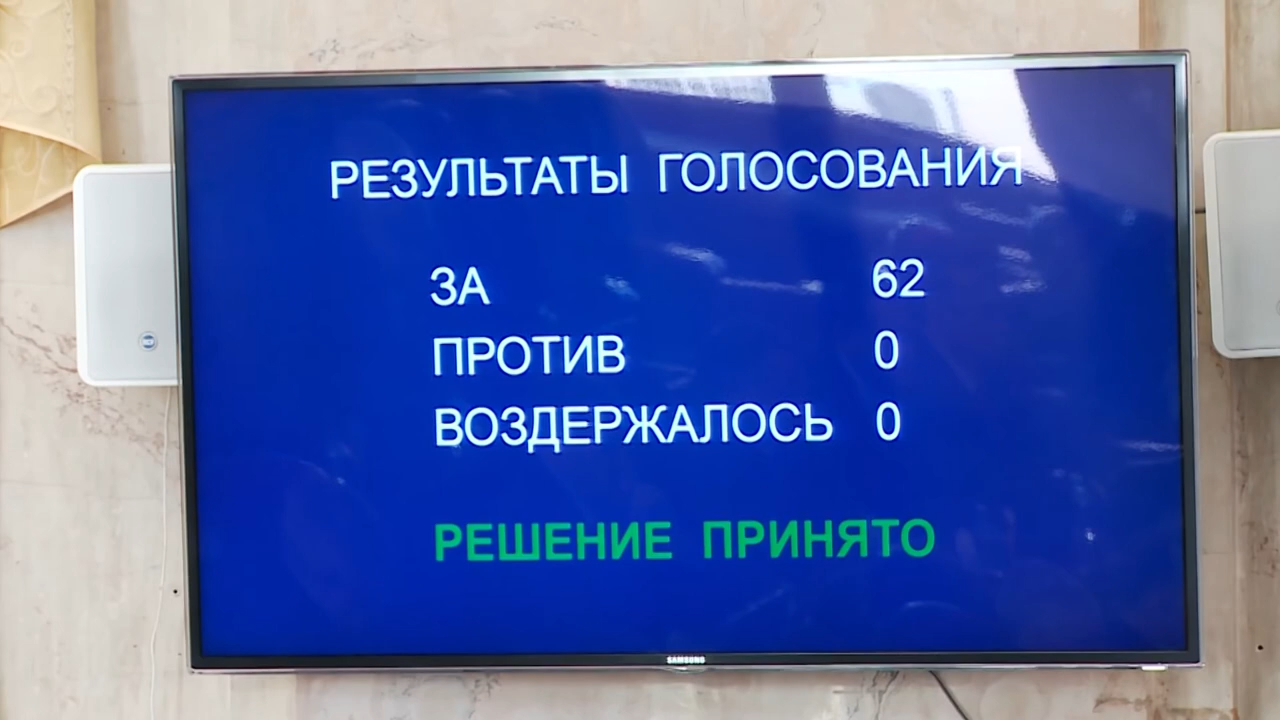 РЕЗУЛЬТАТЫ ГОЛОСОВАНИЯ
ЗА 62
ПРОТИВ 0
ВОЗДЕРЖАЛОСЬ 0
РЕШЕНИЕ ПРИНЯТО
SAMSUNG